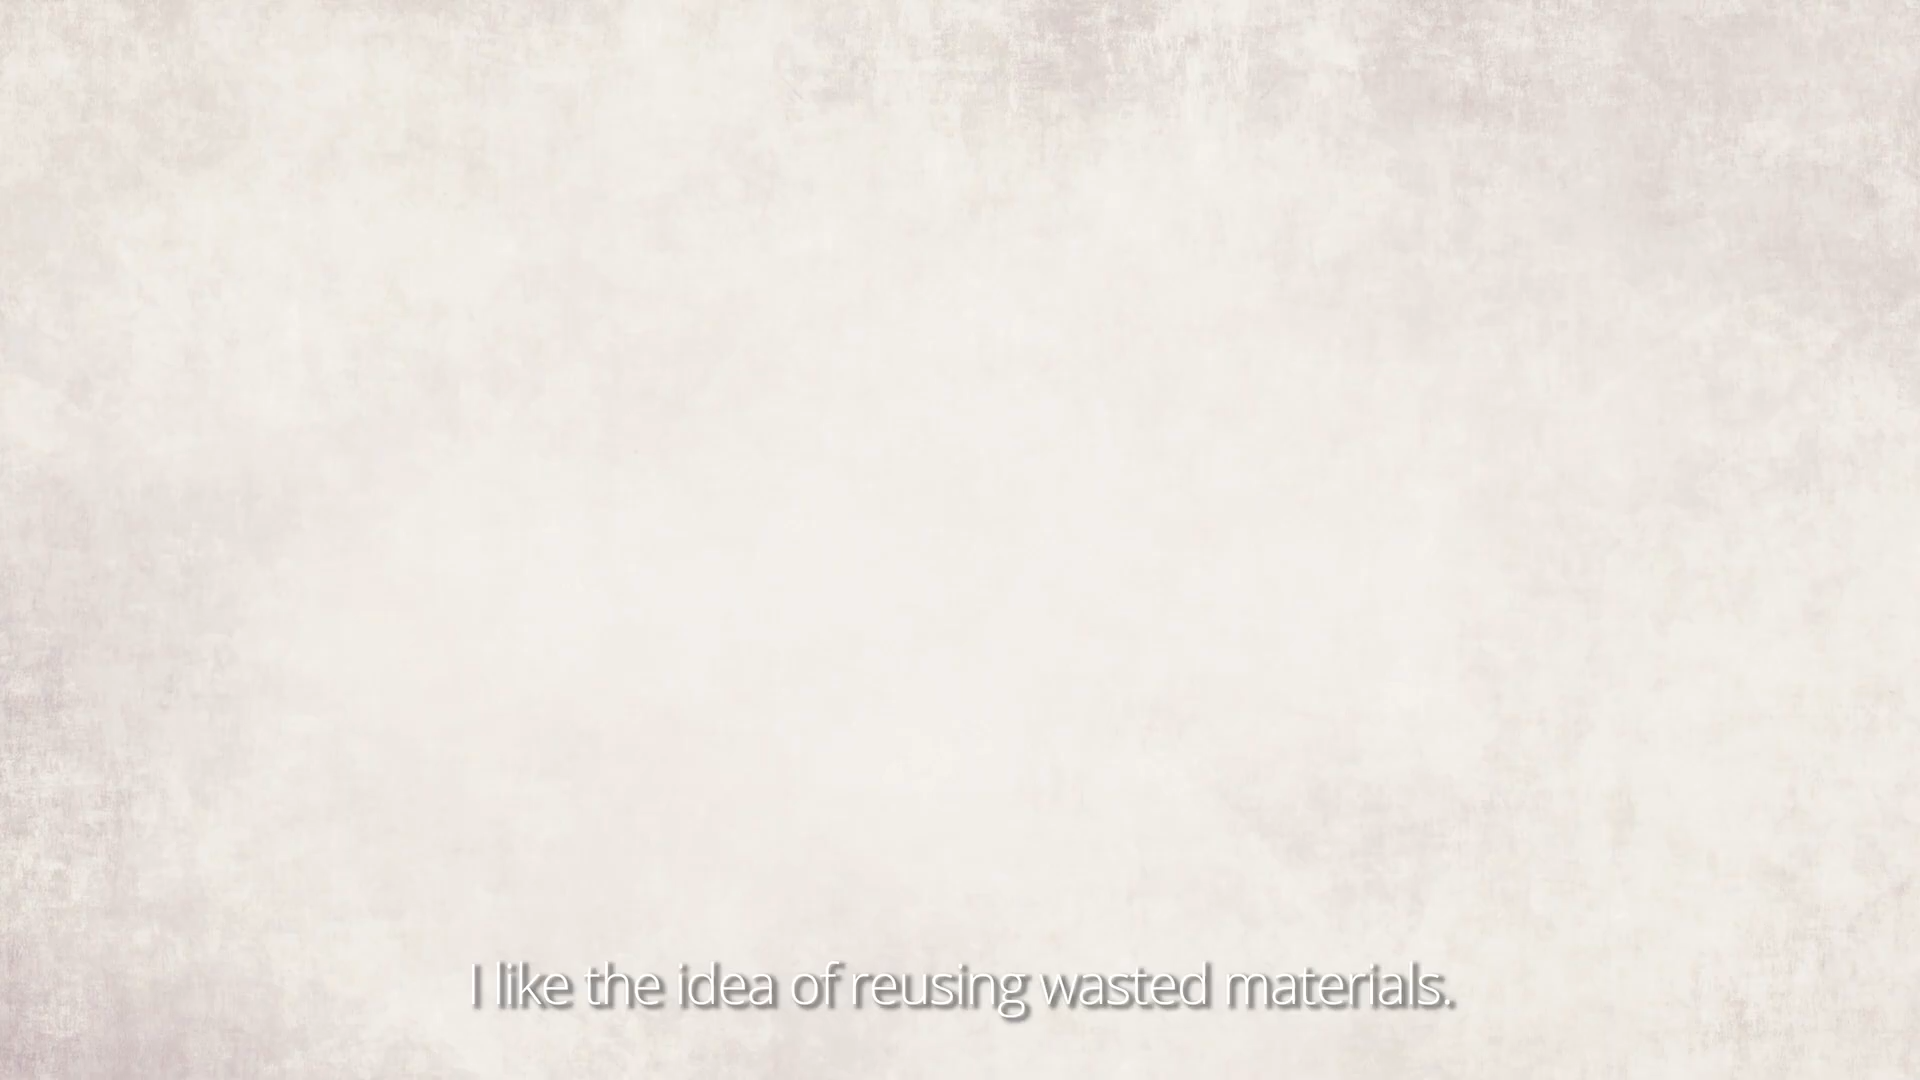 I like the idea of reusing wasted materials.